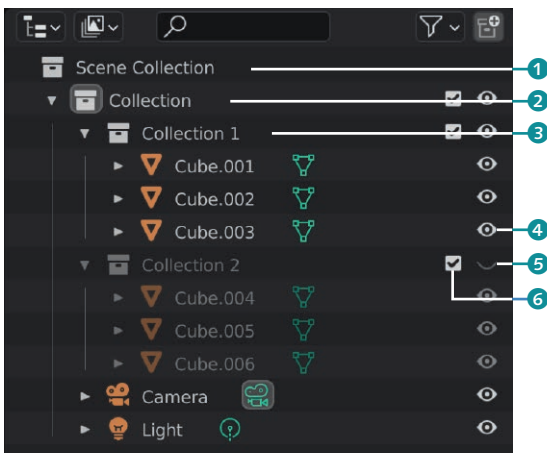 Scene Collection 1
Collection 2
Collection 1 3
Cube.001
Cube.002
Cube.003 4
Collection 2 5
6
Cube.004
Cube.005
Cube.006
Camera
Light